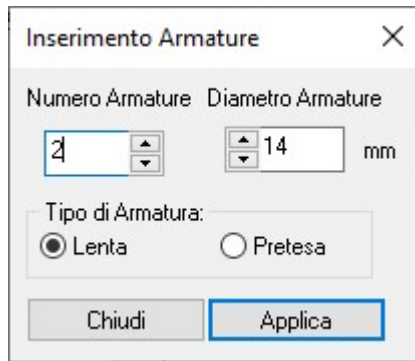 Inserimento Armature
Numero Armature Diametro Armature
2 14 mm
Tipo di Armatura:
Lenta Pretesa
Chiudi Applica